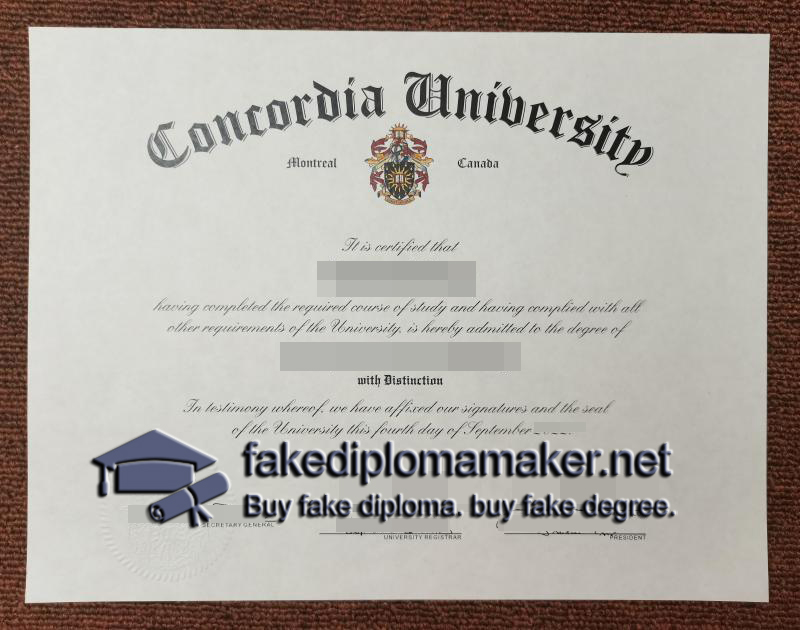 Concordia University
Montreal Canada
It is certified that
having completed the required course of study and having complied with all
other requirements of the University, is hereby admitted to the degree of
with Distinction
In testimony whereof, we have affixed our signatures and the seal
of the University this fourth day of September
fakediplomamaker.net
Buy fake diploma. buy fake degree.
SECRETARY GENERAL
UNIVERSITY REGISTRAR
PRESIDENT